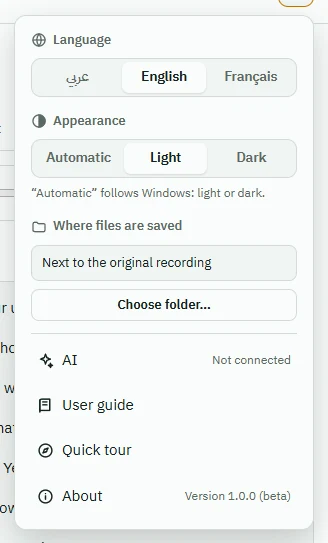 Language
عربي English Français
Appearance
Automatic Light Dark
“Automatic” follows Windows: light or dark.
Where files are saved
Next to the original recording
Choose folder...
AI Not connected
User guide
Quick tour
About Version 1.0.0 (beta)